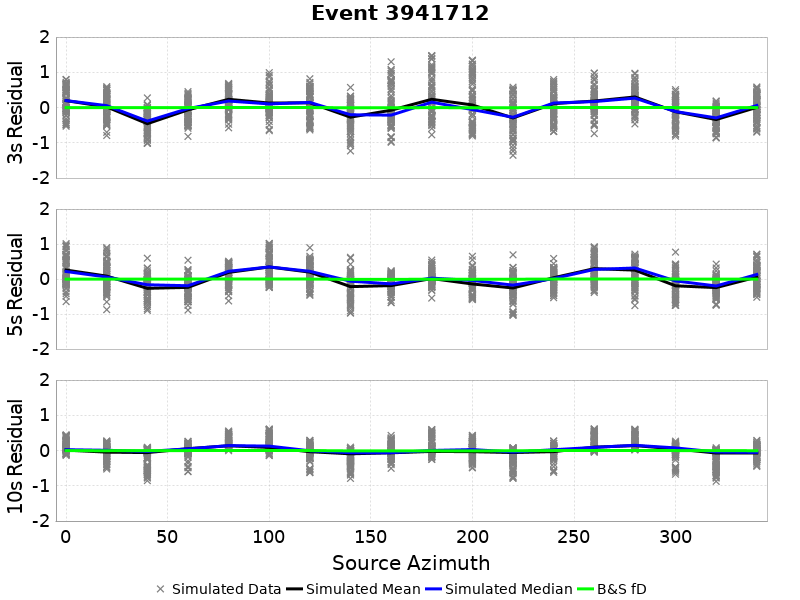 Event 3941712
3s Residual
2
1
0
-1
-2
5s Residual
2
1
0
-1
-2
10s Residual
2
1
0
-1
-2
0 50 100 150 200 250 300
Source Azimuth
Simulated Data Simulated Mean Simulated Median B&S fD